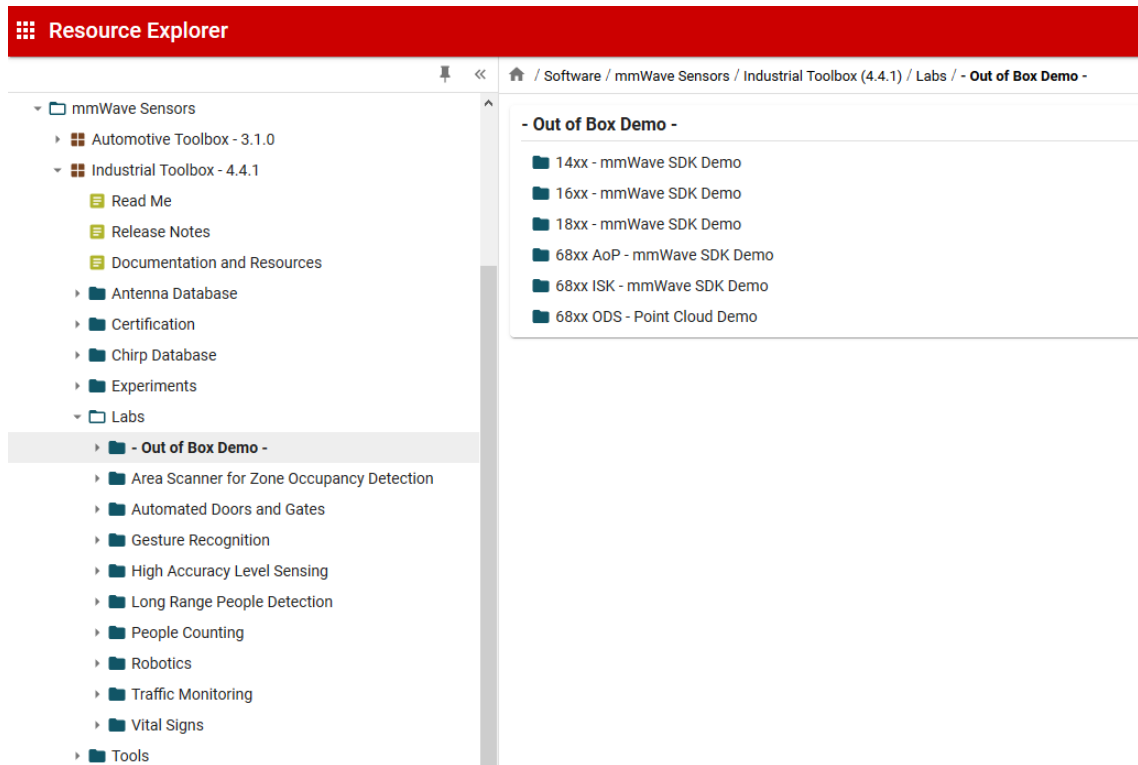 Resource Explorer
/ Software / mmWave Sensors / Industrial Toolbox (4.4.1) / Labs / - Out of Box Demo -
mmWave Sensors
Automotive Toolbox - 3.1.0
Industrial Toolbox - 4.4.1
Read Me
Release Notes
Documentation and Resources
Antenna Database
Certification
Chirp Database
Experiments
Labs
- Out of Box Demo -
Area Scanner for Zone Occupancy Detection
Automated Doors and Gates
Gesture Recognition
High Accuracy Level Sensing
Long Range People Detection
People Counting
Robotics
Traffic Monitoring
Vital Signs
Tools
- Out of Box Demo -
14xx - mmWave SDK Demo
16xx - mmWave SDK Demo
18xx - mmWave SDK Demo
68xx AoP - mmWave SDK Demo
68xx ISK - mmWave SDK Demo
68xx ODS - Point Cloud Demo